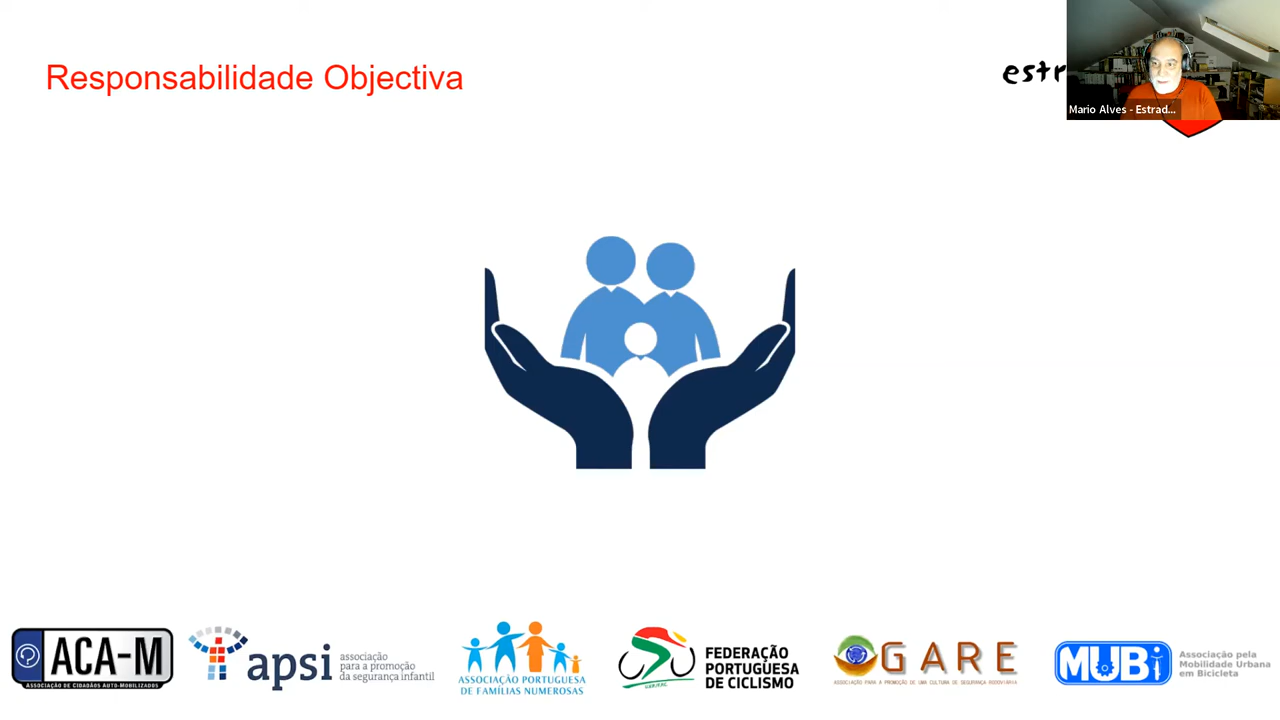 Responsabilidade Objectiva
estr
Mario Alves - Estrad...
ACA-M
ASSOCIAÇÃO DE CIDADÃOS AUTO-MOBILIZADOS
apsi
associação
para a promoção
da segurança infantil
ASSOCIAÇÃO PORTUGUESA
DE FAMÍLIAS NUMEROSAS
FEDERAÇÃO
PORTUGUESA
DE CICLISMO
GARE
ASSOCIAÇÃO PARA A PROMOÇÃO DE UMA CULTURA DE SEGURANÇA RODOVIÁRIA
MUBi
Associação pela
Mobilidade Urbana
em Bicicleta